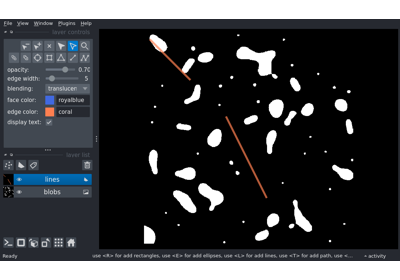 File View Window Plugins Help
layer controls
opacity: 0.70
edge width: 5
blending: translucen
face color: royalblue
edge color: coral
display text:
layer list
lines
blobs
Ready use <R> for add rectangles, use <E> for add ellipses, use <L> for add lines, use <T> for add path, use <... activity